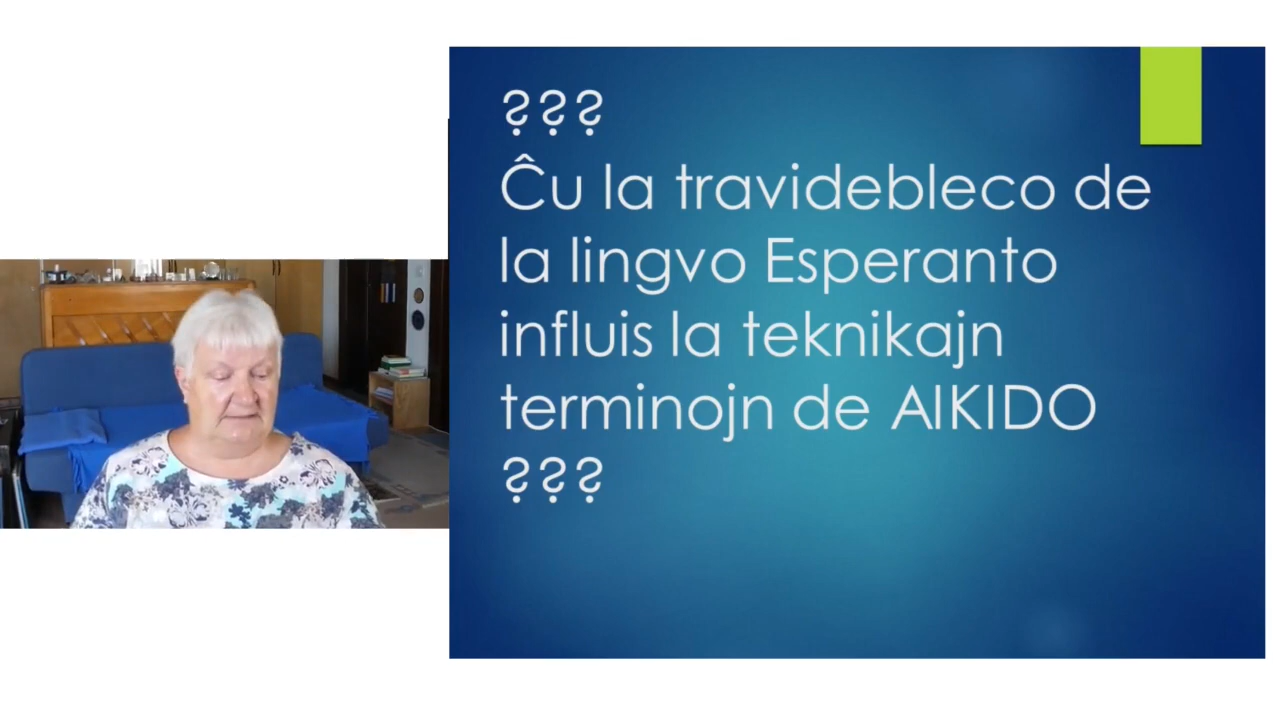 ???
Ĉu la travidebleco de
la lingvo Esperanto
influis la teknikajn
terminojn de AIKIDO
???